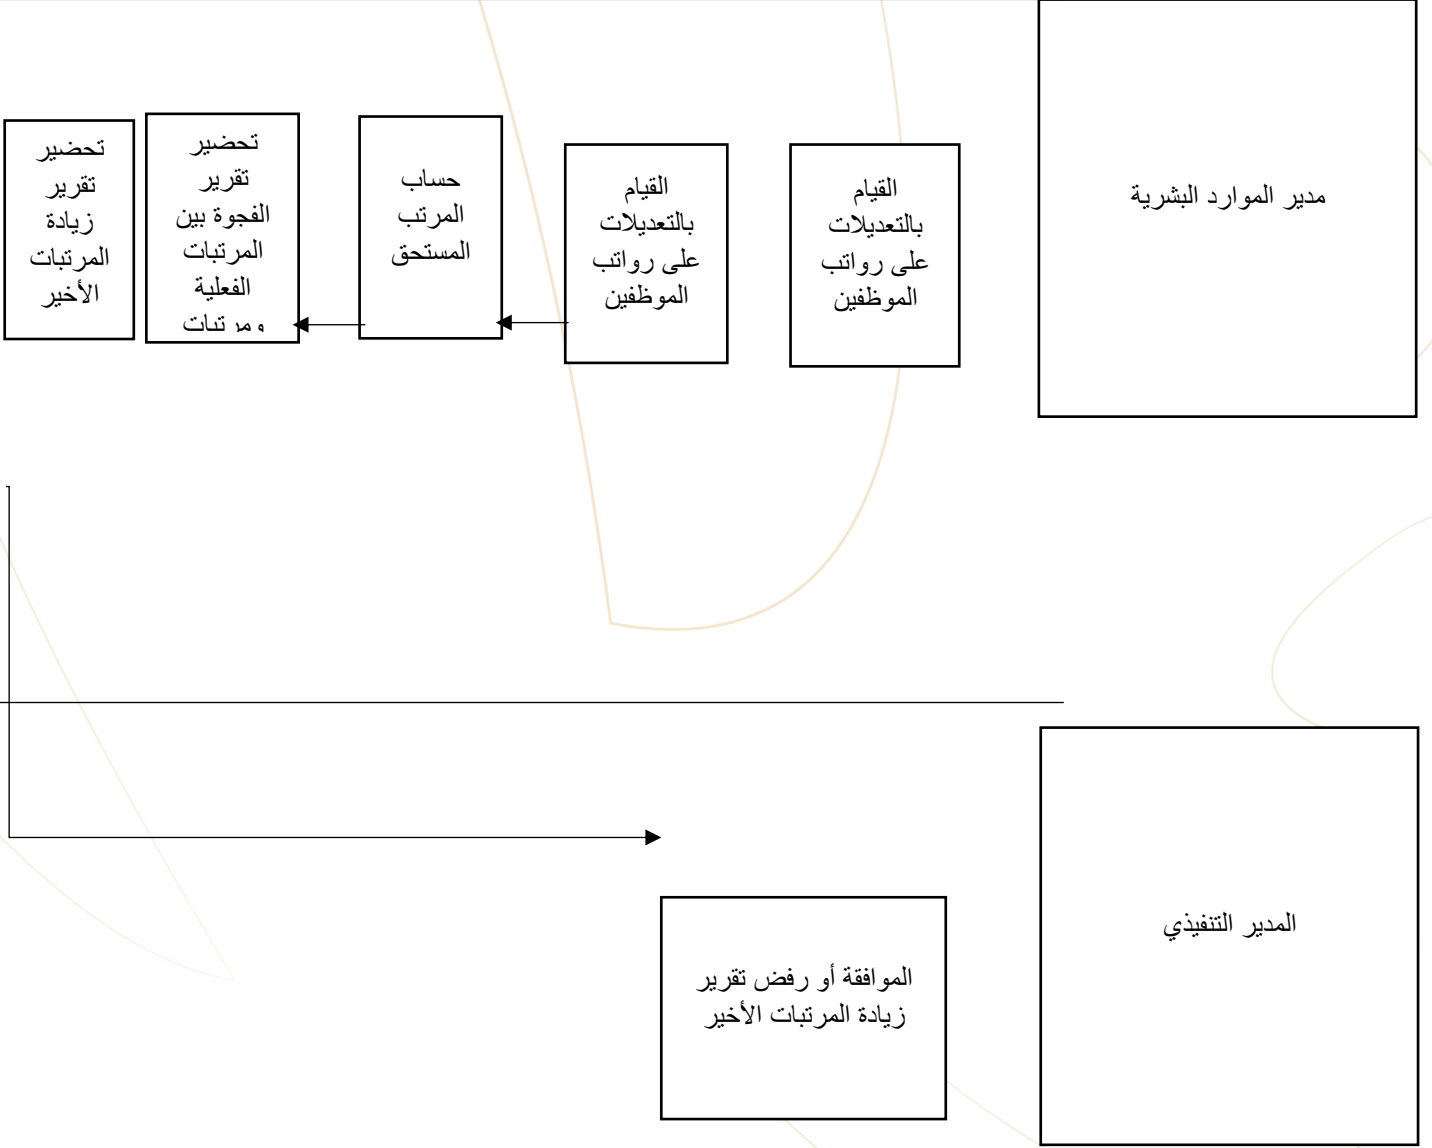 مدير الموارد البشرية
القيام
بالتعديلات
على رواتب
الموظفين
القيام
بالتعديلات
على رواتب
الموظفين
حساب
المرتب
المستحق
تحضير
تقرير
الفجوة بين
المرتبات
الفعلية
ومرتبات
تحضير
تقرير
زيادة
المرتبات
الأخير
المدير التنفيذي
الموافقة أو رفض تقرير
زيادة المرتبات الأخير